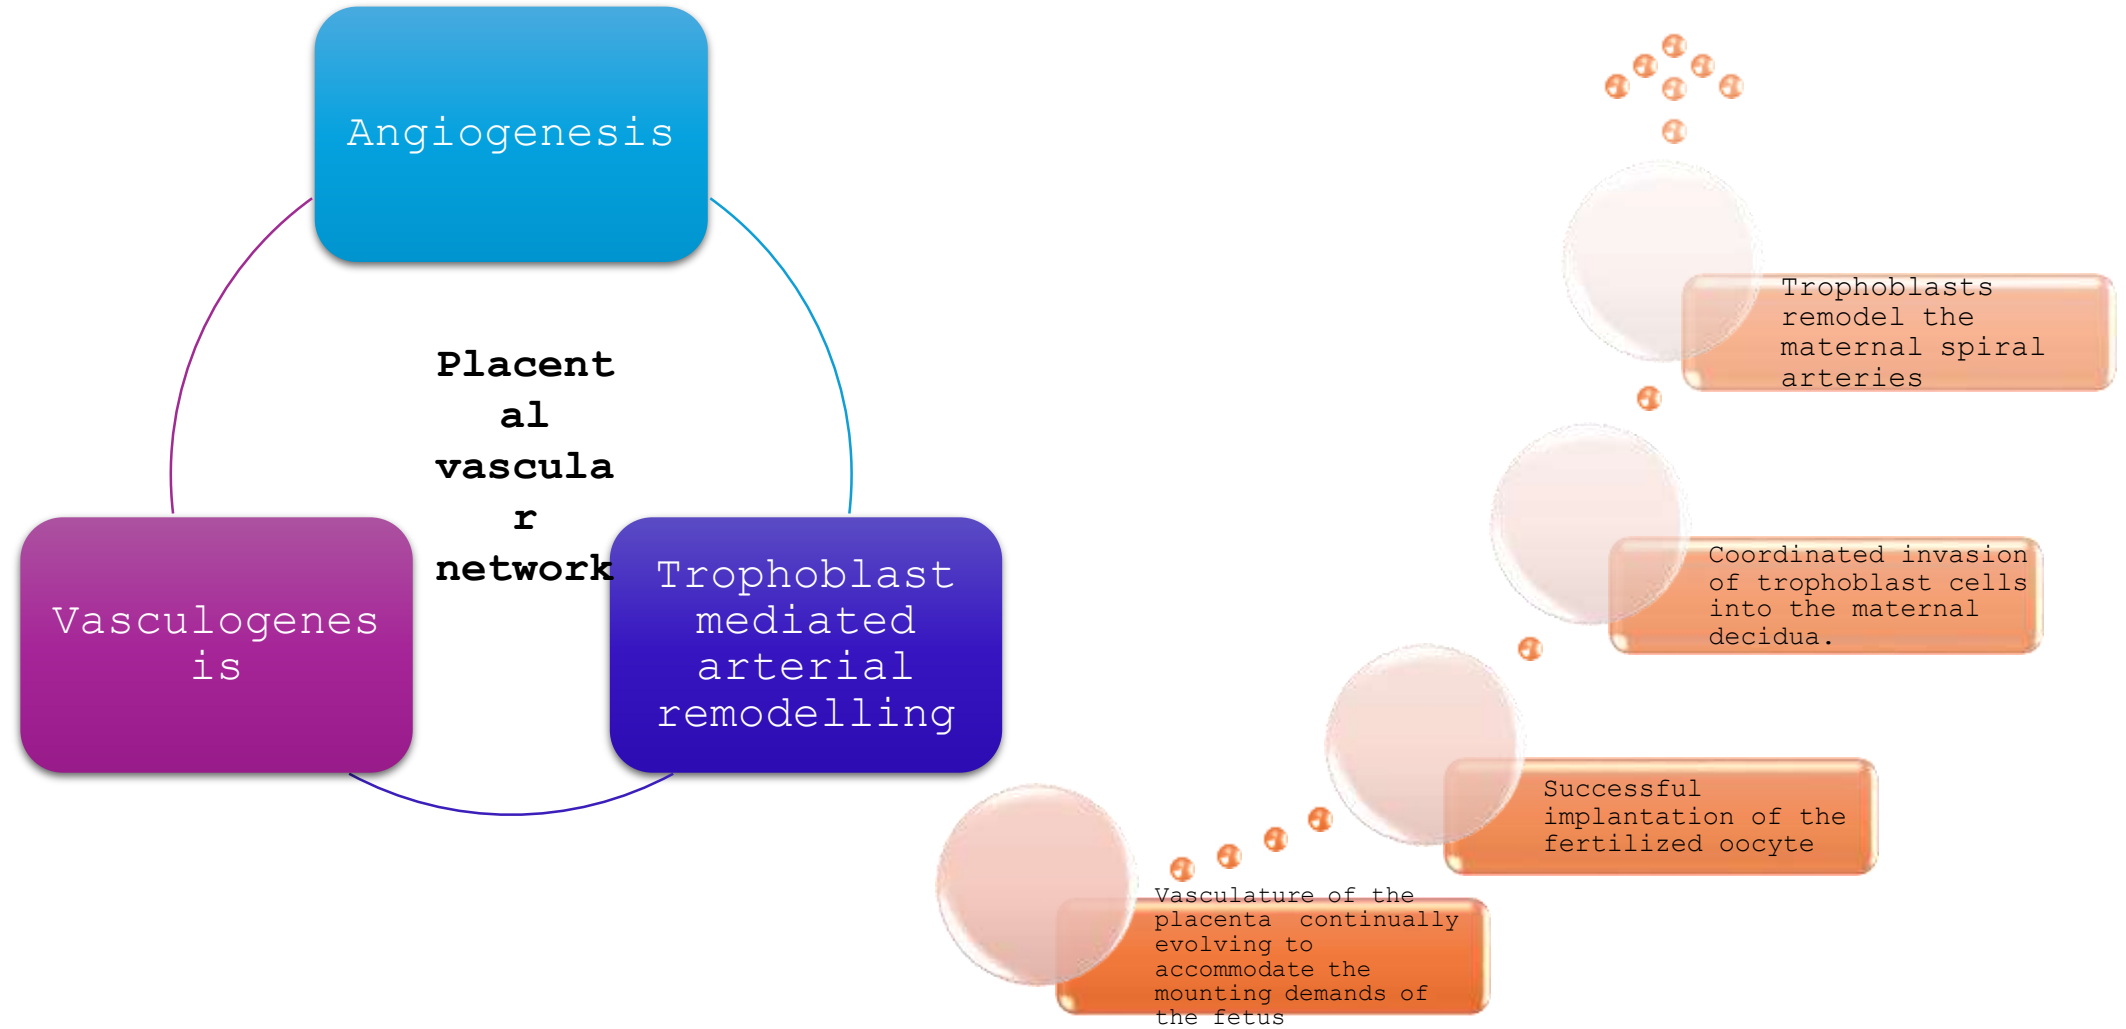 Angiogenesis
Placent
al
vascula
r
network
Vasculogenes
is
Trophoblast
mediated
arterial
remodelling
Trophoblasts
remodel the
maternal spiral
arteries
Coordinated invasion
of trophoblast cells
into the maternal
decidua.
Successful
implantation of the
fertilized oocyte
Vasculature of the
placenta  continually
evolving to
accommodate the
mounting demands of
the fetus